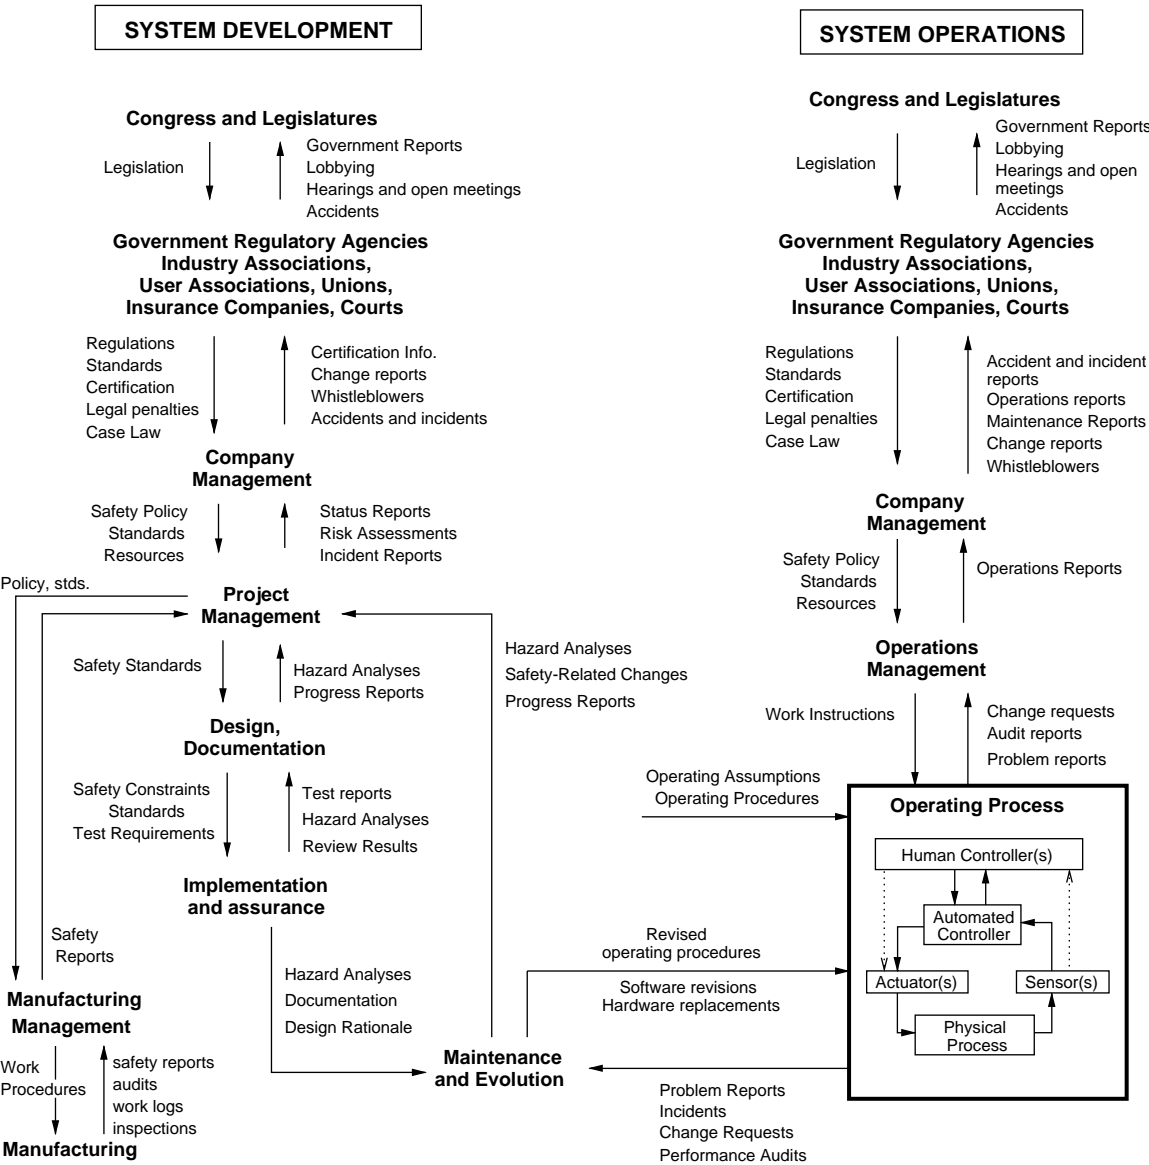 SYSTEM DEVELOPMENT
Congress and Legislatures
Legislation
Government Reports
Lobbying
Hearings and open meetings
Accidents
Government Regulatory Agencies
Industry Associations,
User Associations, Unions,
Insurance Companies, Courts
Regulations
Standards
Certification
Legal penalties
Case Law
Certification Info.
Change reports
Whistleblowers
Accidents and incidents
Company
Management
Safety Policy
Standards
Resources
Status Reports
Risk Assessments
Incident Reports
Policy, stds.
Project
Management
Safety Standards
Hazard Analyses
Progress Reports
Hazard Analyses
Safety-Related Changes
Progress Reports
Design,
Documentation
Safety Constraints
Standards
Test Requirements
Test reports
Hazard Analyses
Review Results
Implementation
and assurance
Safety
Reports
Hazard Analyses
Documentation
Design Rationale
Manufacturing
Management
Work
Procedures
safety reports
audits
work logs
inspections
Manufacturing
Maintenance
and Evolution
SYSTEM OPERATIONS
Congress and Legislatures
Legislation
Government Reports
Lobbying
Hearings and open
meetings
Accidents
Government Regulatory Agencies
Industry Associations,
User Associations, Unions,
Insurance Companies, Courts
Regulations
Standards
Certification
Legal penalties
Case Law
Accident and incident
reports
Operations reports
Maintenance Reports
Change reports
Whistleblowers
Company
Management
Safety Policy
Standards
Resources
Operations Reports
Operations
Management
Work Instructions
Change requests
Audit reports
Problem reports
Operating Assumptions
Operating Procedures
Operating Process
Human Controller(s)
Automated
Controller
Actuator(s)
Sensor(s)
Physical
Process
Revised
operating procedures
Software revisions
Hardware replacements
Problem Reports
Incidents
Change Requests
Performance Audits